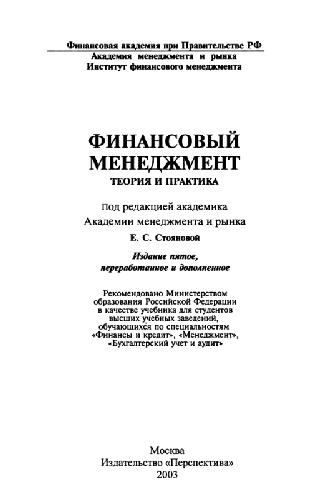 Финансовая академия при Правительстве РФ
Академия менеджмента и рынка
Институт финансового менеджмента
ФИНАНСОВЫЙ
МЕНЕДЖМЕНТ
ТЕОРИЯ И ПРАКТИКА
под редакцией академика
Академии менеджмента и рынка
Е. С. Стояновой
Издание пятое,
переработанное и дополненное
Рекомендовано Министерством
образования Российской Федерации
в качестве учебника для студентов
высших учебных заведений,
обучающихся по специальностям
«Финансы и кредит», «Менеджмент»,
«Бухгалтерский учет и аудит»
Москва
Издательство «Перспектива»
2003